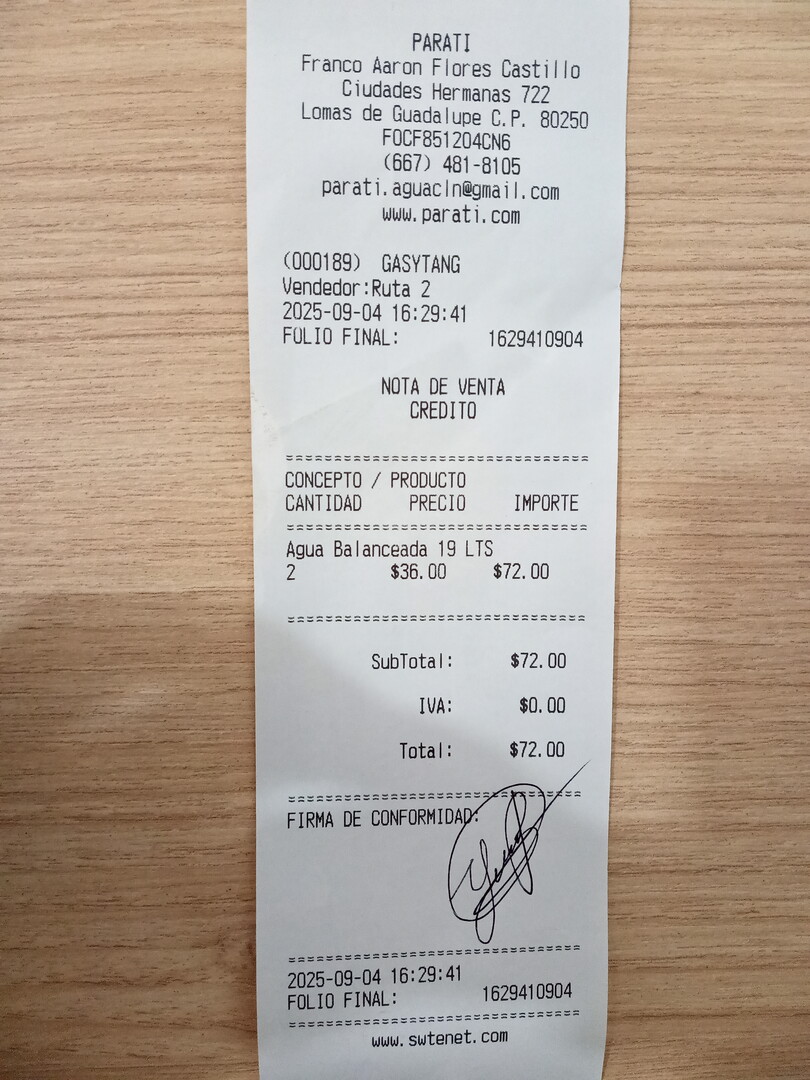 PARATI
Franco Aaron Flores Castillo
Ciudades Hermanas 722
Lomas de Guadalupe C.P. 80250
FOCF851204CN6
(667) 481-8105
parati.aguacln@gmail.com
www.parati.com
(000189) GASYTANG
Vendedor:Ruta 2
2025-09-04 16:29:41
FOLIO FINAL: 1629410904
NOTA DE VENTA
CREDITO
CONCEPTO / PRODUCTO
CANTIDAD PRECIO IMPORTE
Agua Balanceada 19 LTS
2 $36.00 $72.00
SubTotal: $72.00
IVA: $0.00
Total: $72.00
FIRMA DE CONFORMIDAD:
2025-09-04 16:29:41
FOLIO FINAL: 1629410904
www.swtenet.com